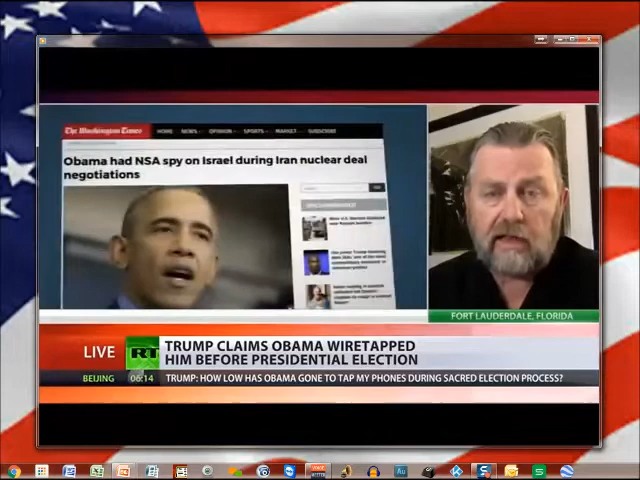 The Washington Times
HOME NEWS OPINION SPORTS MARKET SUBSCRIBE
Obama had NSA spy on Israel during Iran nuclear deal
negotiations
FORT LAUDERDALE, FLORIDA
LIVE RT TRUMP CLAIMS OBAMA WIRETAPPED
HIM BEFORE PRESIDENTIAL ELECTION
BEIJING 06:14 TRUMP: HOW LOW HAS OBAMA GONE TO TAP MY PHONES DURING SACRED ELECTION PROCESS?